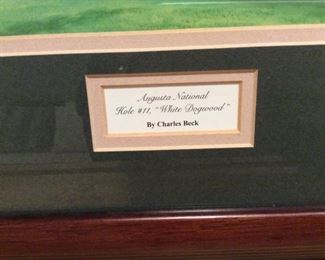 Augusta National
Hole #11, "White Dogwood"
By Charles Beck